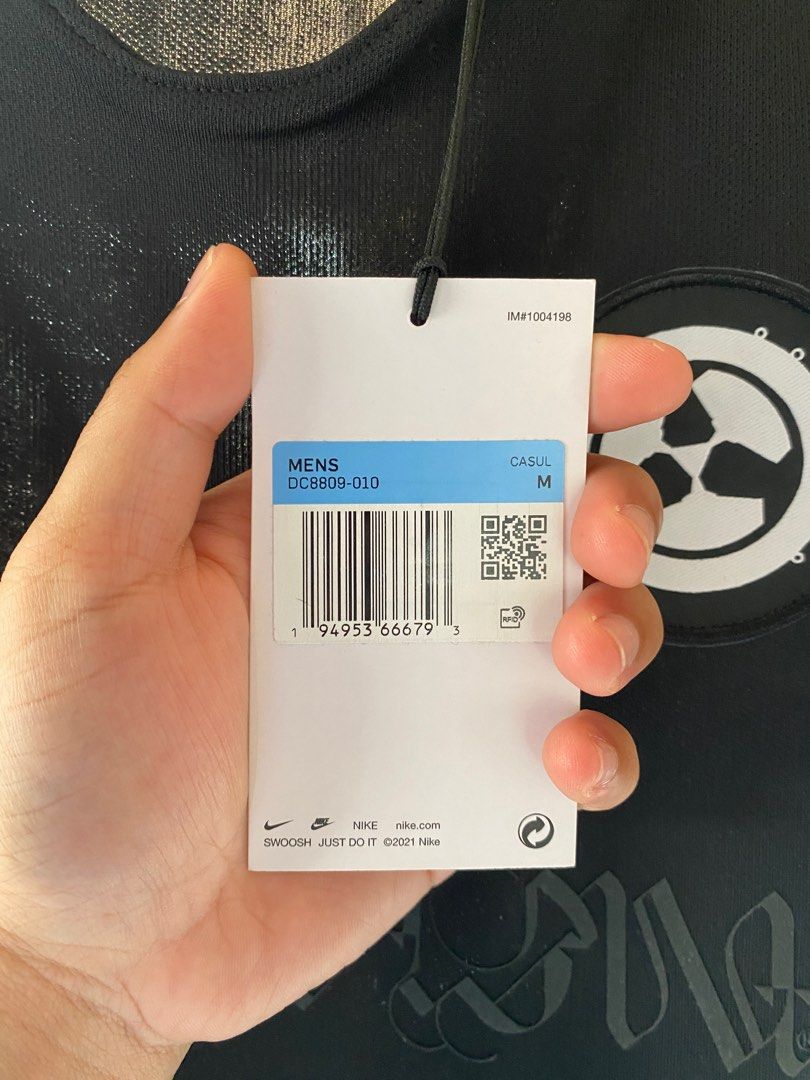 IM#1004198
MENS CASUL
DC8809-010 M
RFID
1 94953 66679 3
NIKE NIKE nike.com
SWOOSH JUST DO IT ©2021 Nike